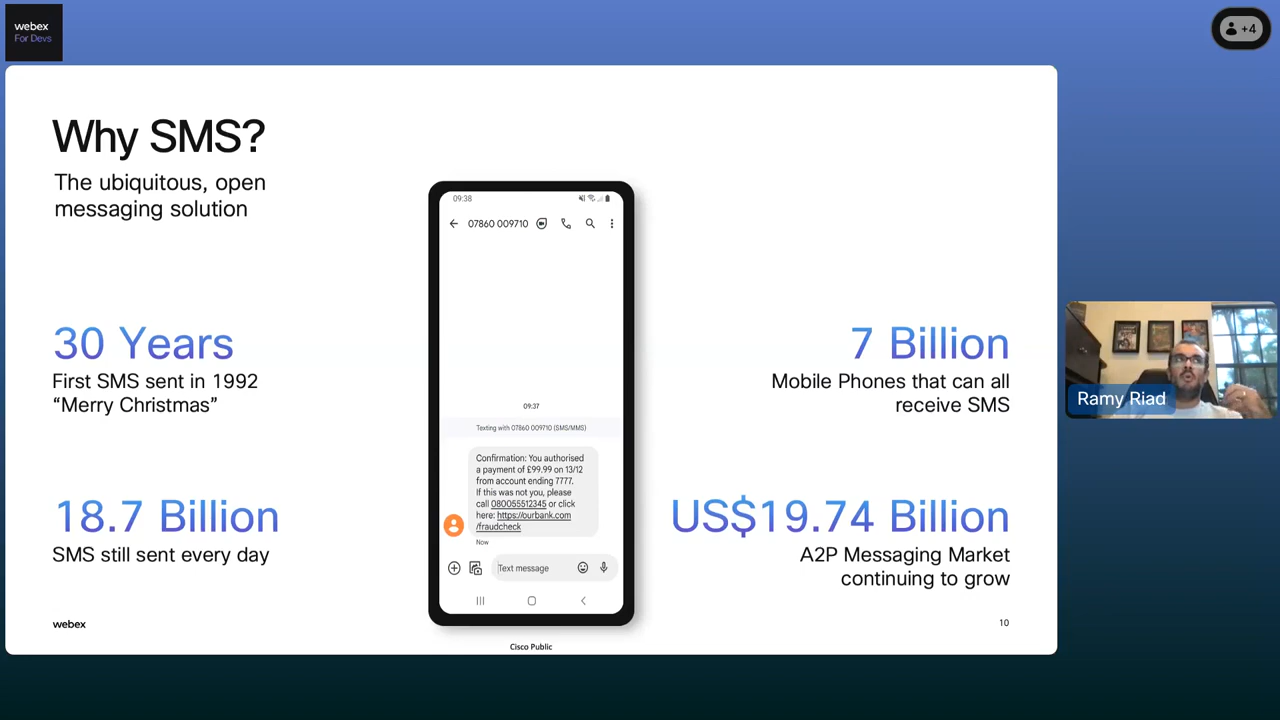 webex
For Devs
+4
Why SMS?
The ubiquitous, open
messaging solution
30 Years
First SMS sent in 1992
“Merry Christmas”
18.7 Billion
SMS still sent every day
09:38
07860 009710
09:37
Texting with 07860 009710 (SMS/MMS)
Confirmation: You authorised
a payment of £99.99 on 13/12
from account ending 7777.
If this was not you, please
call 080055512345 or click
here: https://ourbank.com
/fraudcheck
Now
Text message
7 Billion
Mobile Phones that can all
receive SMS
US$19.74 Billion
A2P Messaging Market
continuing to grow
webex
10
Cisco Public
Ramy Riad